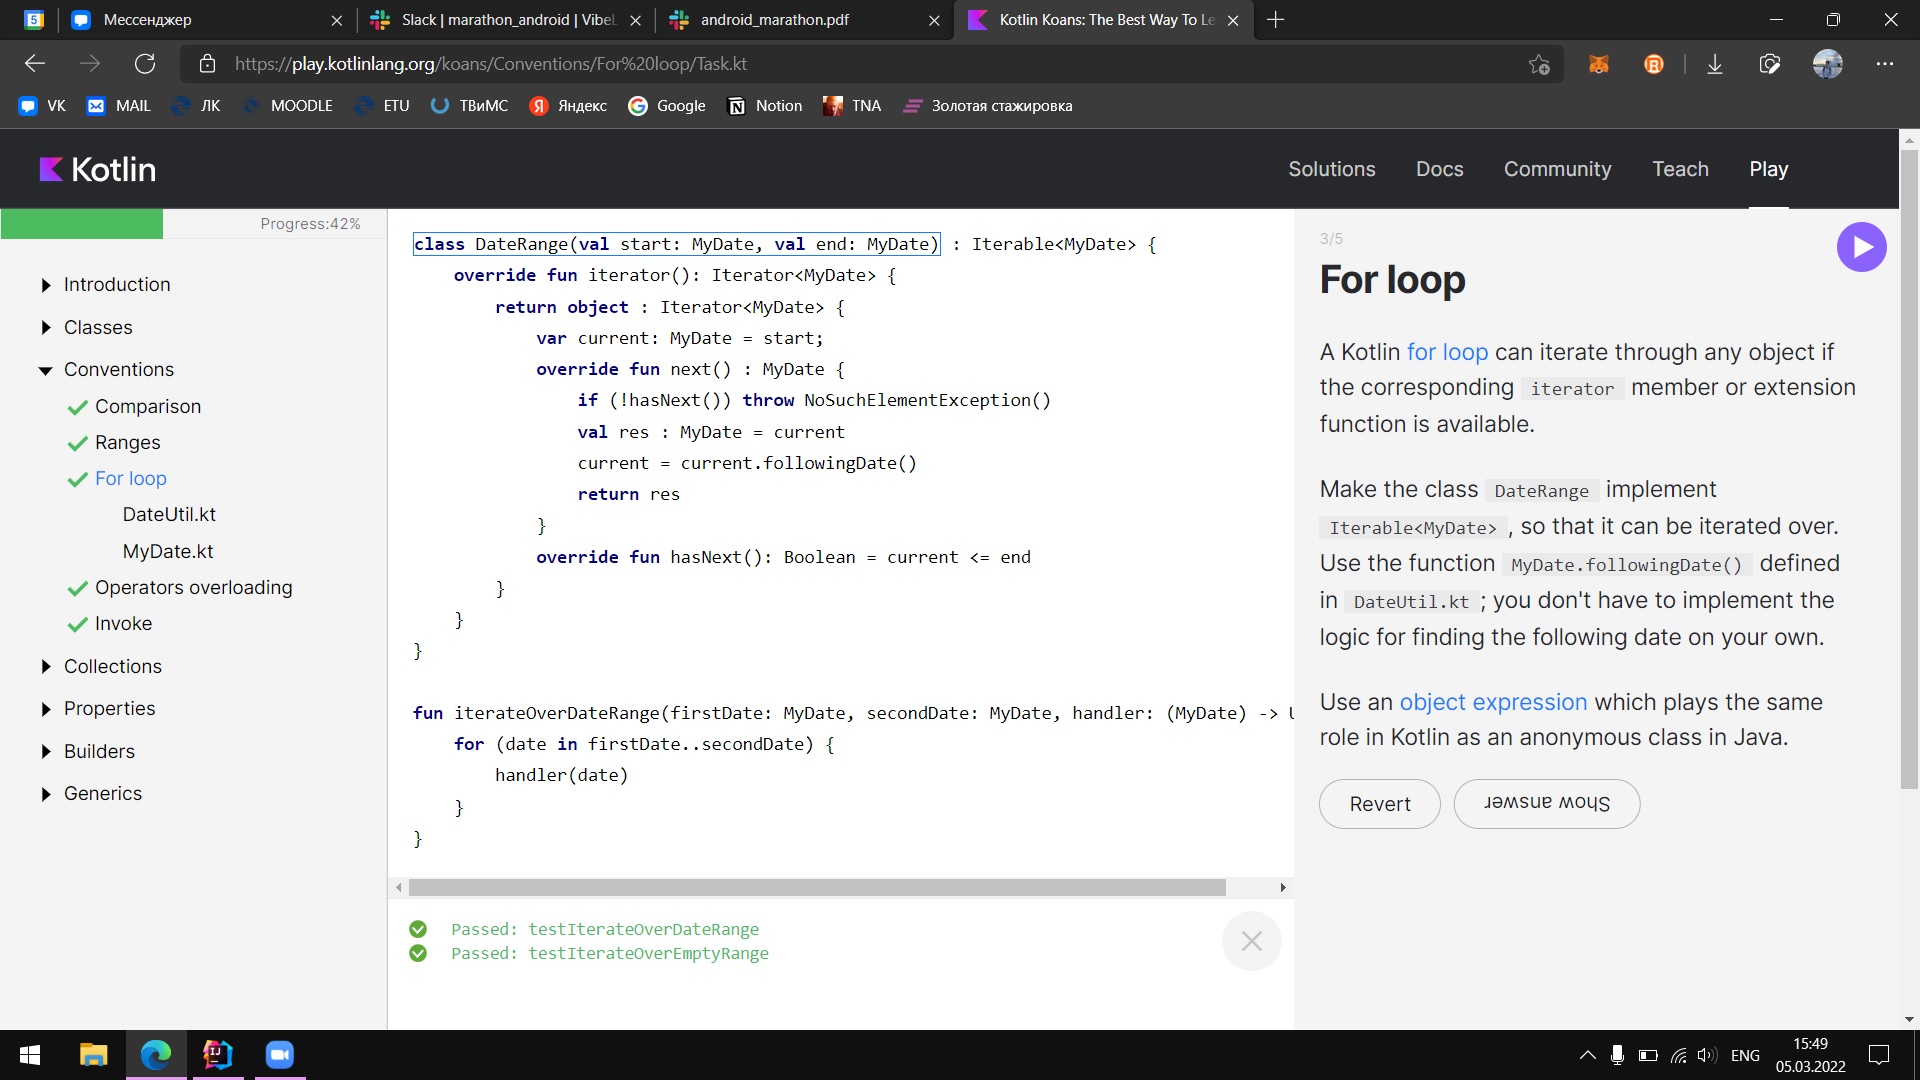 Мессенджер
Slack | marathon_android | VibeL
android_marathon.pdf
Kotlin Koans: The Best Way To Le
https://play.kotlinlang.org/koans/Conventions/For%20loop/Task.kt
VK MAIL ЛК MOODLE ETU ТВиМС Яндекс Google Notion TNA Золотая стажировка
Kotlin
Solutions Docs Community Teach Play
Progress:42%
Introduction
Classes
Conventions
Comparison
Ranges
For loop
DateUtil.kt
MyDate.kt
Operators overloading
Invoke
Collections
Properties
Builders
Generics
class DateRange(val start: MyDate, val end: MyDate) : Iterable<MyDate> {
override fun iterator(): Iterator<MyDate> {
return object : Iterator<MyDate> {
var current: MyDate = start;
override fun next() : MyDate {
if (!hasNext()) throw NoSuchElementException()
val res : MyDate = current
current = current.followingDate()
return res
}
override fun hasNext(): Boolean = current <= end
}
}
}
fun iterateOverDateRange(firstDate: MyDate, secondDate: MyDate, handler: (MyDate) -> U
for (date in firstDate..secondDate) {
handler(date)
}
}
Passed: testIterateOverDateRange
Passed: testIterateOverEmptyRange
3/5
For loop
A Kotlin for loop can iterate through any object if
the corresponding iterator member or extension
function is available.
Make the class DateRange implement
Iterable<MyDate> , so that it can be iterated over.
Use the function MyDate.followingDate() defined
in DateUtil.kt ; you don't have to implement the
logic for finding the following date on your own.
Use an object expression which plays the same
role in Kotlin as an anonymous class in Java.
Revert Show answer
ENG
15:49
05.03.2022